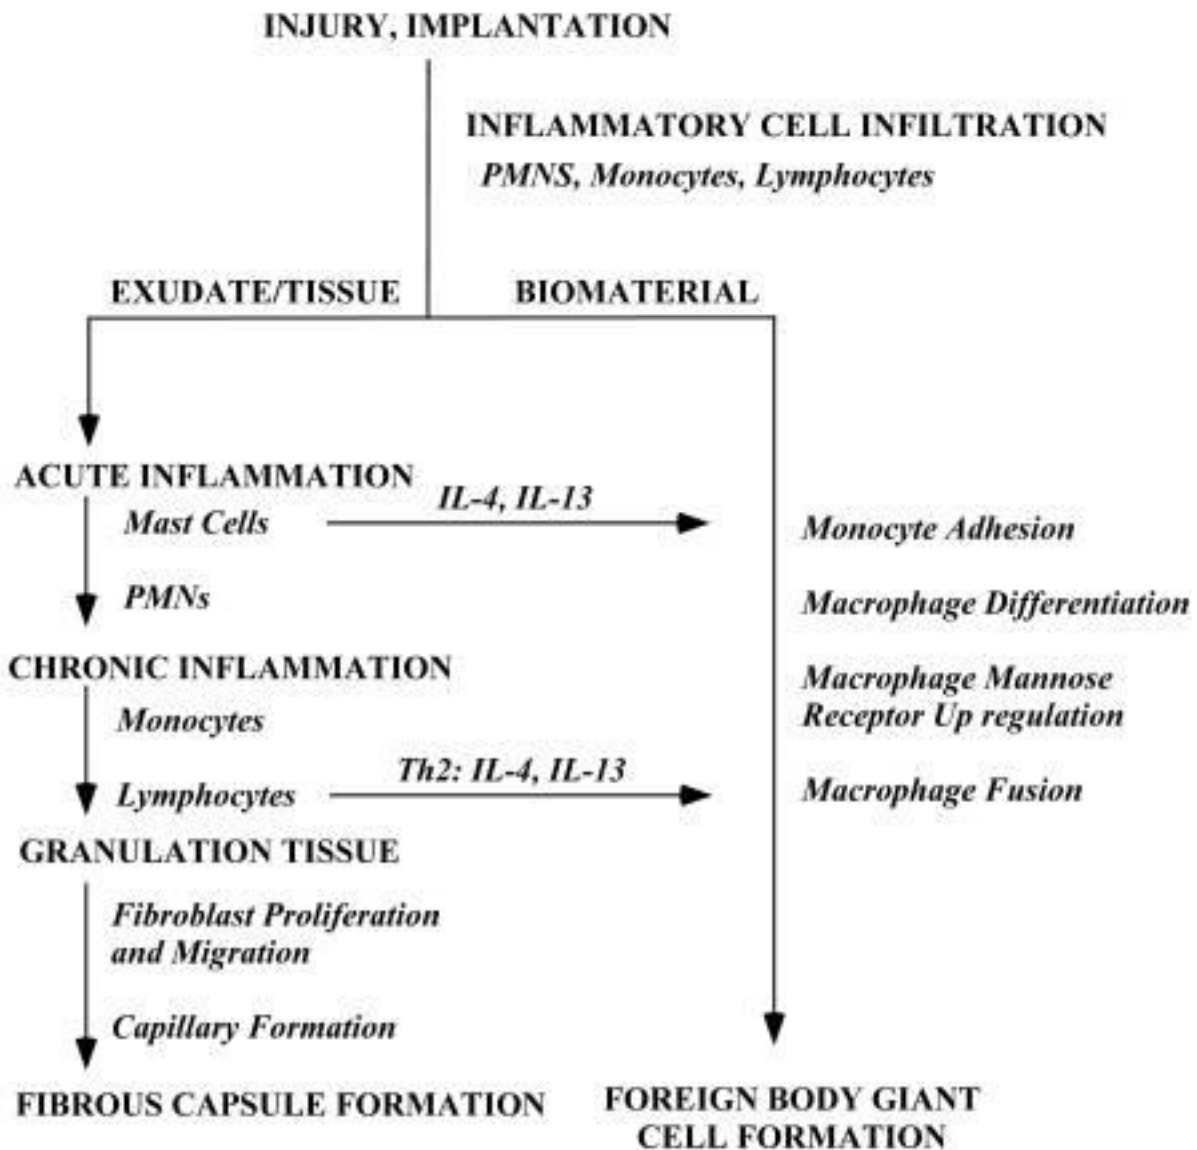 INJURY, IMPLANTATION
INFLAMMATORY CELL INFILTRATION
PMNS, Monocytes, Lymphocytes
EXUDATE/TISSUE
BIOMATERIAL
ACUTE INFLAMMATION
Mast Cells
IL-4, IL-13
PMNs
CHRONIC INFLAMMATION
Monocytes
Lymphocytes
Th2: IL-4, IL-13
GRANULATION TISSUE
Fibroblast Proliferation
and Migration
Capillary Formation
FIBROUS CAPSULE FORMATION
Monocyte Adhesion
Macrophage Differentiation
Macrophage Mannose
Receptor Up regulation
Macrophage Fusion
FOREIGN BODY GIANT
CELL FORMATION